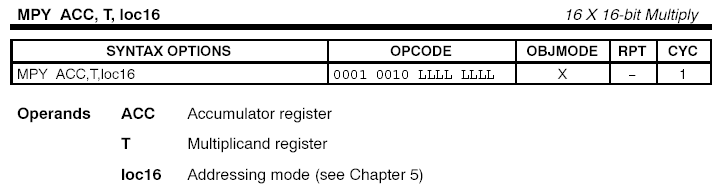 MPY ACC, T, loc16 16 X 16-bit Multiply
SYNTAX OPTIONS OPCODE OBJMODE RPT CYC
MPY ACC,T,loc16 0001 0010 LLLL LLLL X – 1
Operands ACC Accumulator register
T Multiplicand register
loc16 Addressing mode (see Chapter 5)